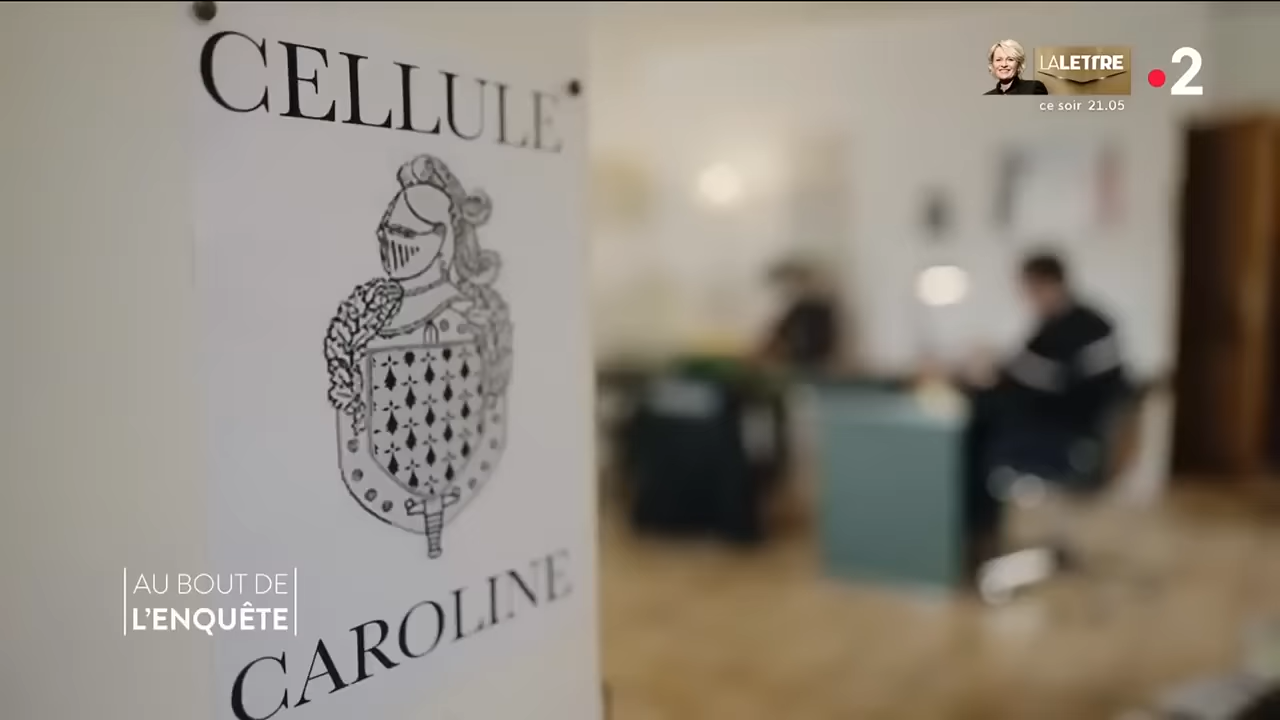 CELLULE
CAROLINE
LALETTRE
ce soir 21.05
2
AU BOUT DE
L'ENQUÊTE